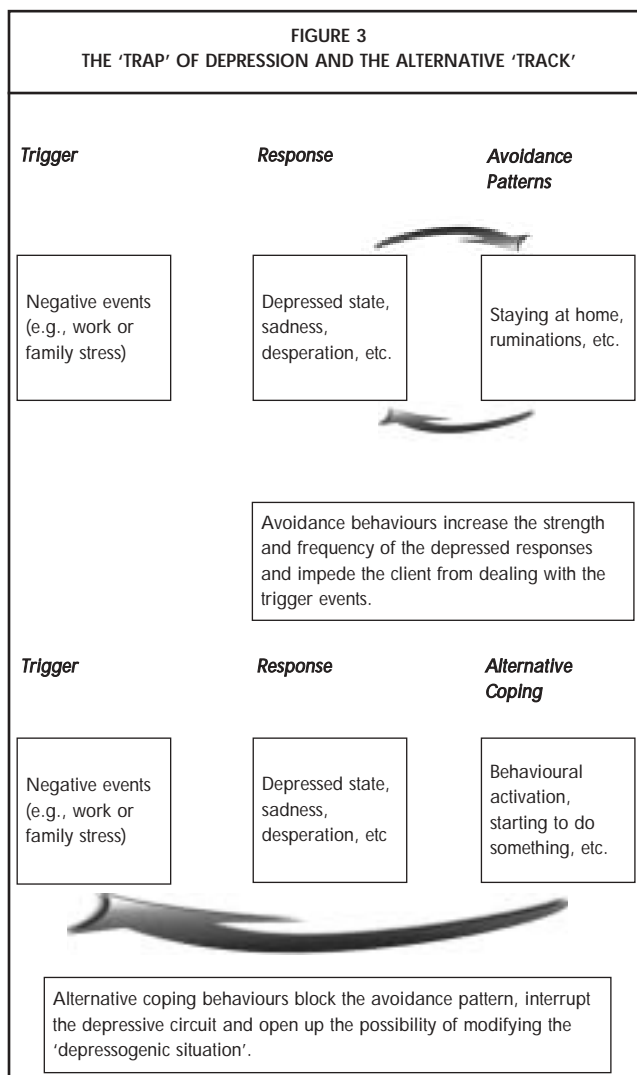 FIGURE 3
THE ‘TRAP’ OF DEPRESSION AND THE ALTERNATIVE ‘TRACK’
Trigger
Response
Avoidance
Patterns
Negative events
(e.g., work or
family stress)
Depressed state,
sadness,
desperation, etc.
Staying at home,
ruminations, etc.
Avoidance behaviours increase the strength
and frequency of the depressed responses
and impede the client from dealing with the
trigger events.
Trigger
Response
Alternative
Coping
Negative events
(e.g., work or
family stress)
Depressed state,
sadness,
desperation, etc
Behavioural
activation,
starting to do
something, etc.
Alternative coping behaviours block the avoidance pattern, interrupt
the depressive circuit and open up the possibility of modifying the
‘depressogenic situation’.